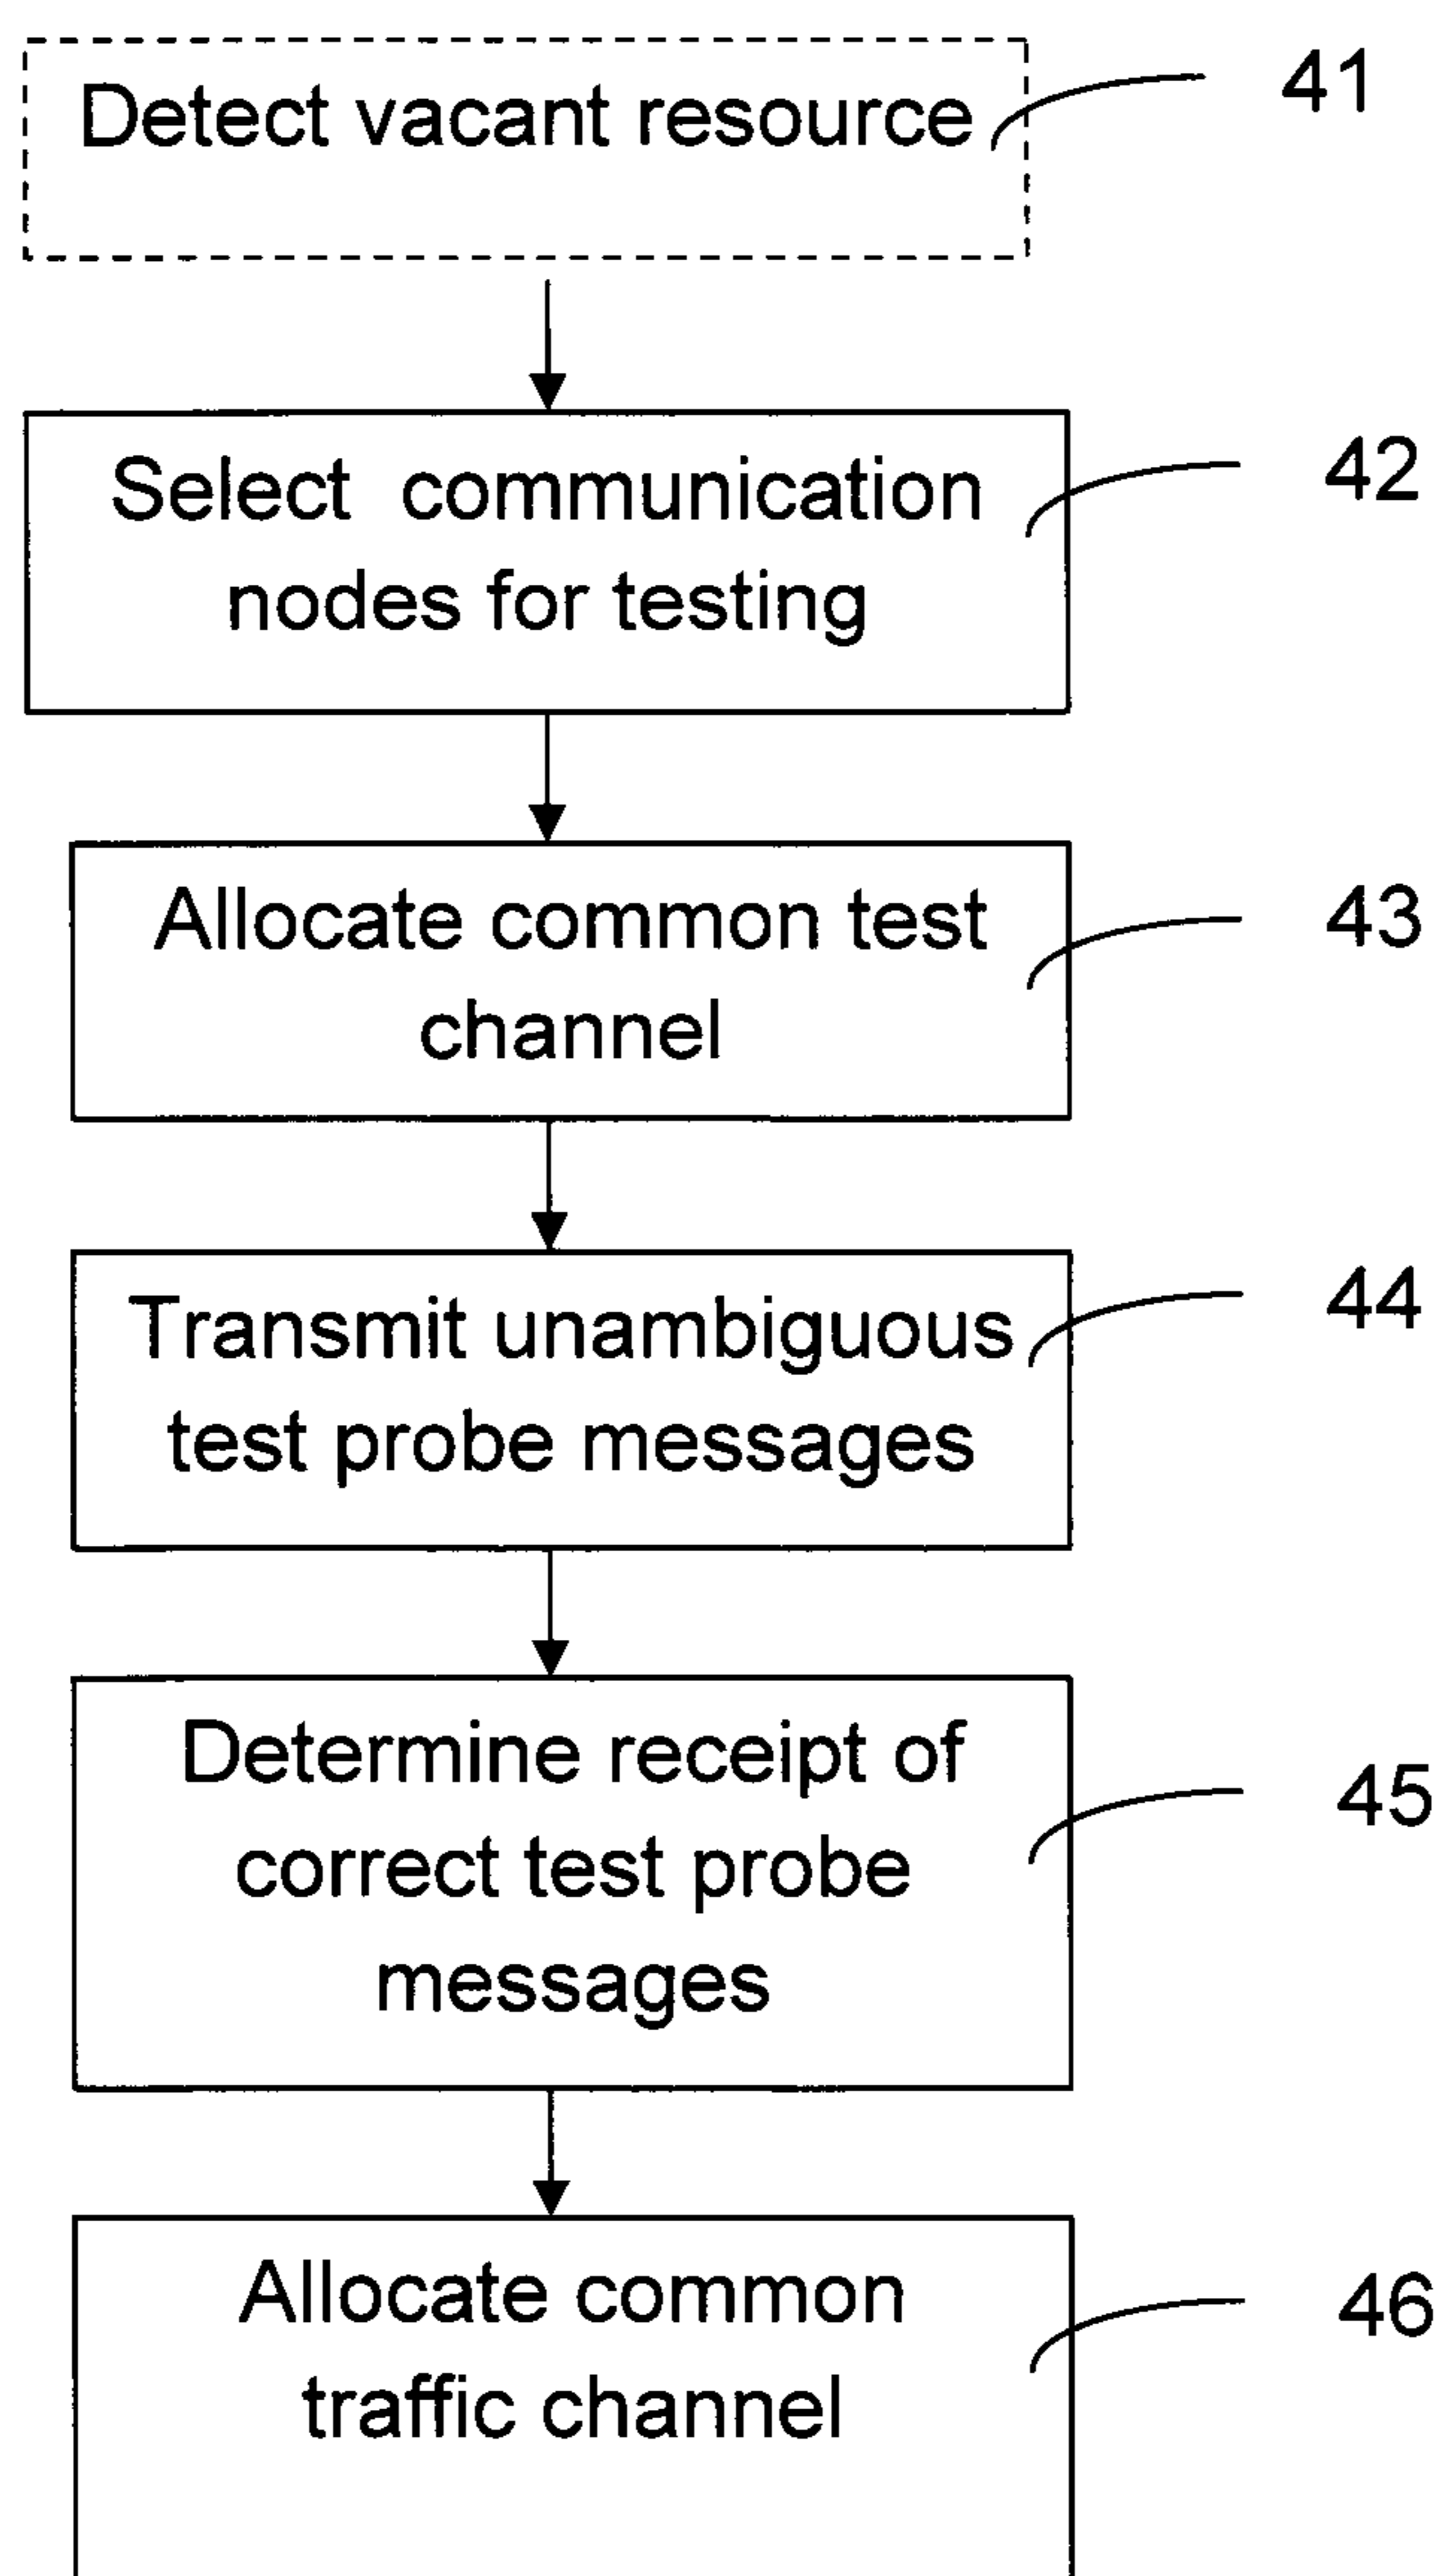 Detect vacant resource
41
Select communication
nodes for testing
42
Allocate common test
channel
43
Transmit unambiguous
test probe messages
44
Determine receipt of
correct test probe
messages
45
Allocate common
traffic channel
46